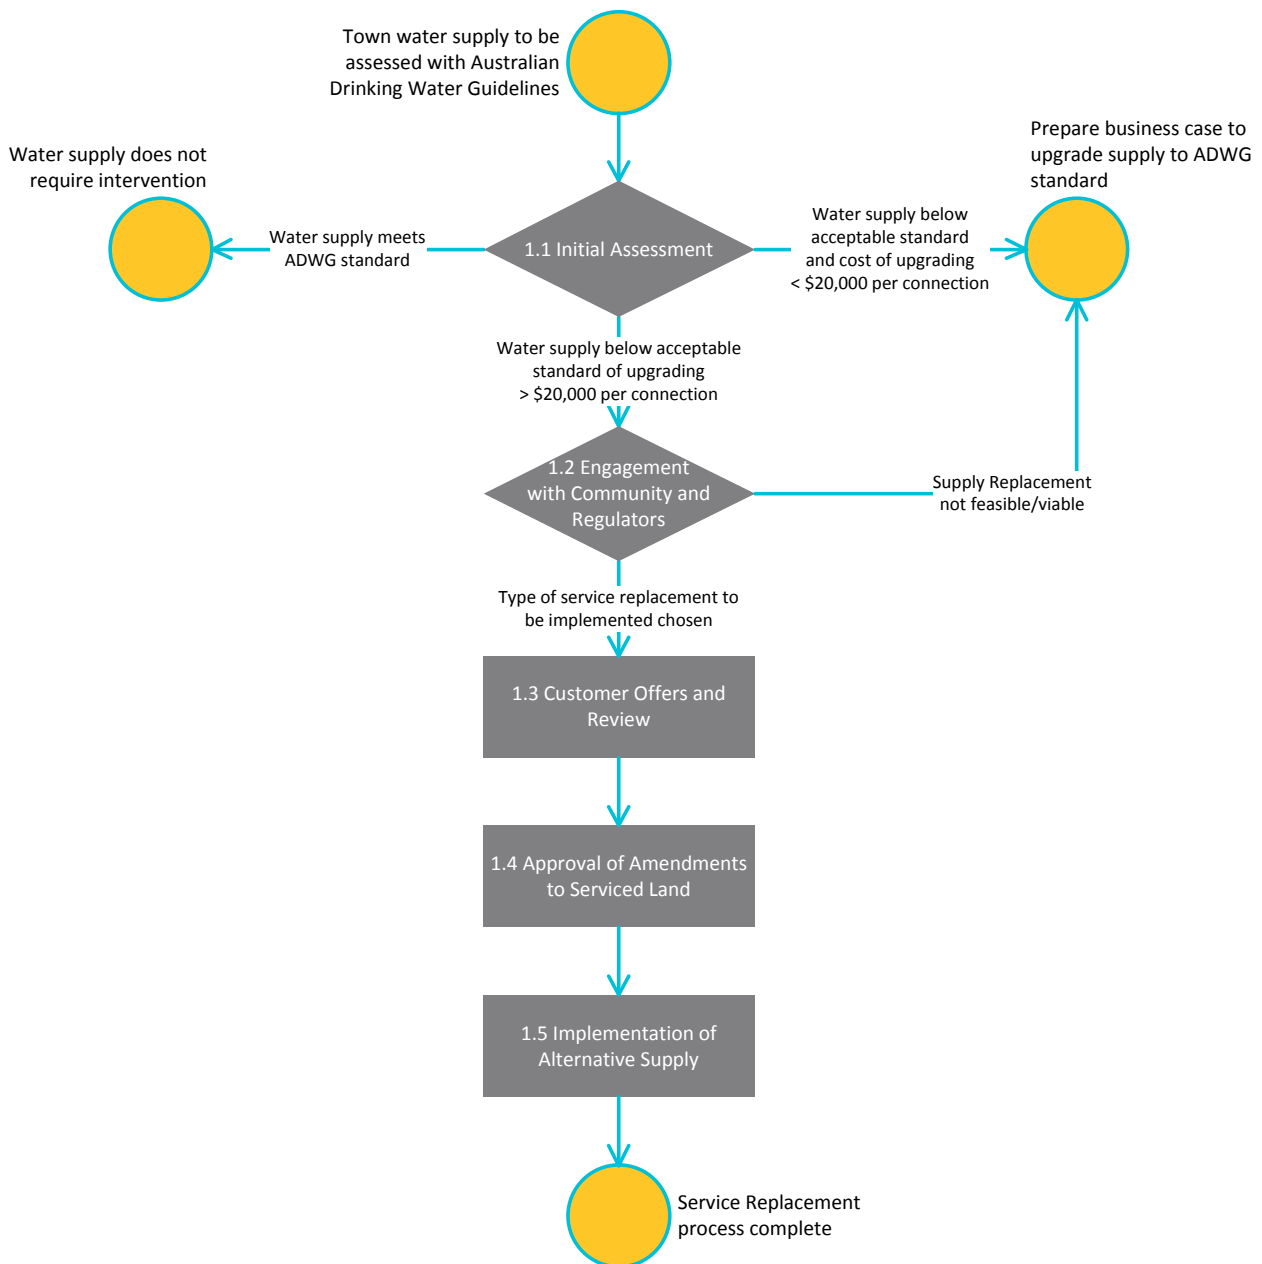 Town water supply to be
assessed with Australian
Drinking Water Guidelines
Water supply does not
require intervention
Prepare business case to
upgrade supply to ADWG
standard
Water supply meets
ADWG standard
1.1 Initial Assessment
Water supply below
acceptable standard
and cost of upgrading
< $20,000 per connection
Water supply below acceptable
standard of upgrading
> $20,000 per connection
1.2 Engagement
with Community and
Regulators
Supply Replacement
not feasible/viable
Type of service replacement to
be implemented chosen
1.3 Customer Offers and
Review
1.4 Approval of Amendments
to Serviced Land
1.5 Implementation of
Alternative Supply
Service Replacement
process complete